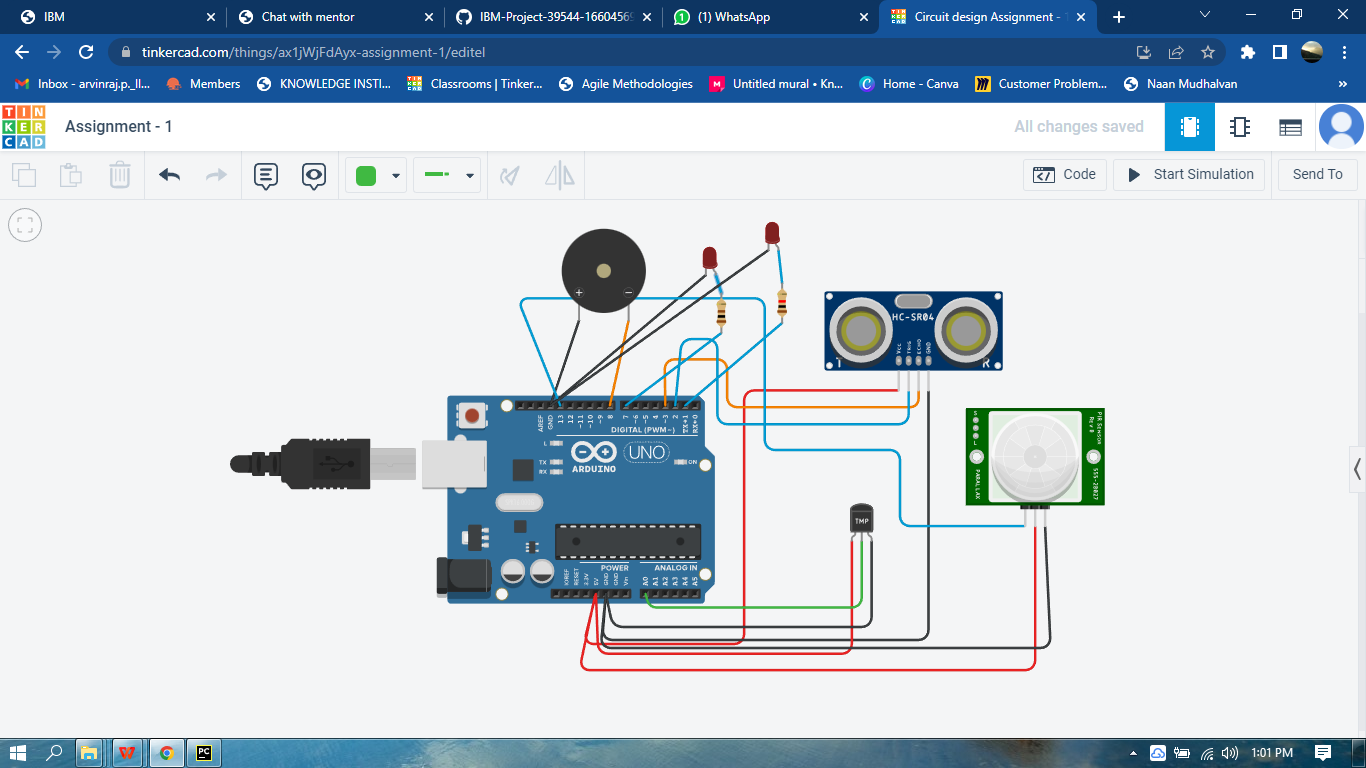 IBM
Chat with mentor
IBM-Project-39544-16604569
(1) WhatsApp
Circuit design Assignment -
tinkercad.com/things/ax1jWjFdAyx-assignment-1/editel
Inbox - arvinraj.p._ll...
Members
KNOWLEDGE INSTI...
Classrooms | Tinker...
Agile Methodologies
Untitled mural • Kn...
Home - Canva
Customer Problem...
Naan Mudhalvan
»
TIN
KER
CAD
Assignment - 1
All changes saved
Code
Start Simulation
Send To
HC-SR04
Vcc
TRIG
ECHO
GND
T
R
AREF
GND
13
12
~11
~10
~9
8
7
~6
~5
4
~3
2
TX→1
RX←0
DIGITAL (PWM~)
L
TX
RX
ARDUINO
UNO
ON
PIR Sensor
Rev B
555-28027
PARALLAX
S
L
TMP
POWER
ANALOG IN
IOREF
RESET
3.3V
5V
GND
GND
Vin
A0
A1
A2
A3
A4
A5
PC
1:01 PM